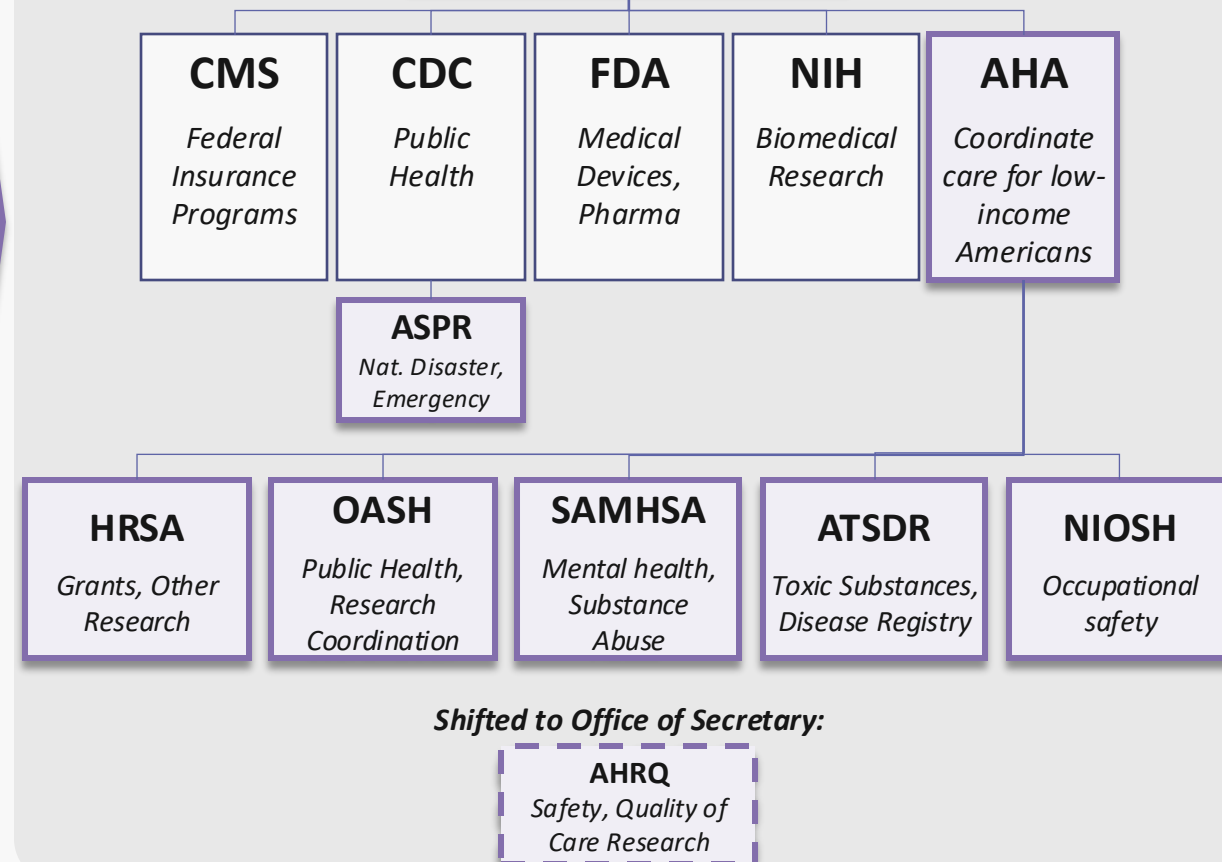 CMS
Federal
Insurance
Programs
CDC
Public
Health
FDA
Medical
Devices,
Pharma
NIH
Biomedical
Research
AHA
Coordinate
care for low-
income
Americans
ASPR
Nat. Disaster,
Emergency
HRSA
Grants, Other
Research
OASH
Public Health,
Research
Coordination
SAMHSA
Mental health,
Substance
Abuse
ATSDR
Toxic Substances,
Disease Registry
NIOSH
Occupational
safety
Shifted to Office of Secretary:
AHRQ
Safety, Quality of
Care Research